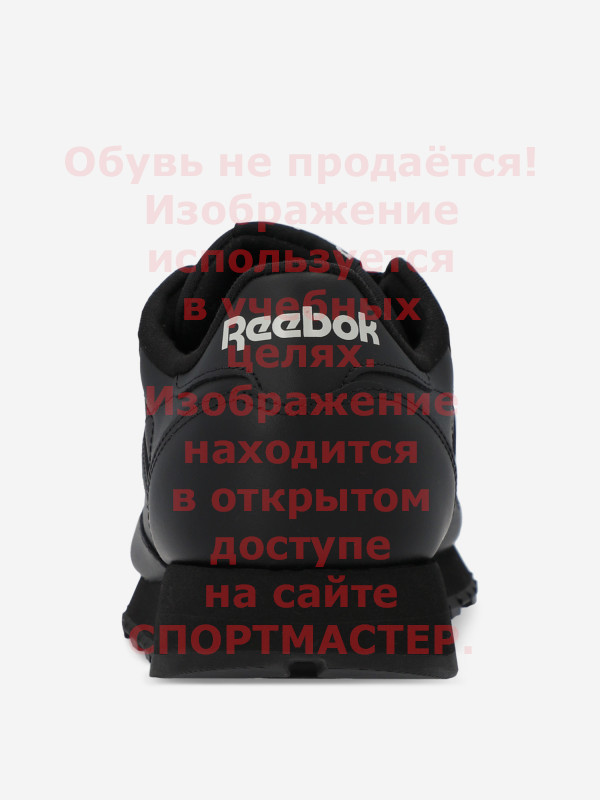 Обувь не продаётся!
Изображение
используется
в учебных
Reebok
целях.
Изображение
находится
в открытом
доступе
на сайте
СПОРТМАСТЕР.